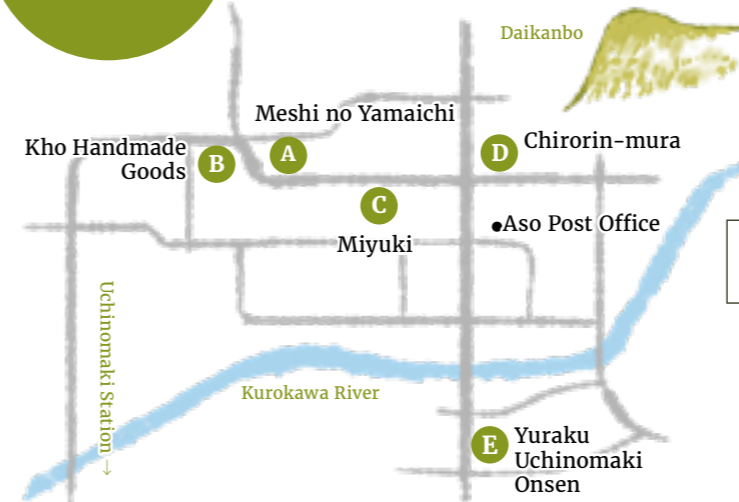 Daikanbo
Meshi no Yamaichi
Kho Handmade
Goods
B
A
D
Chirorin-mura
C
Miyuki
Aso Post Office
Uchinomaki Station →
Kurokawa River
E
Yuraku
Uchinomaki
Onsen